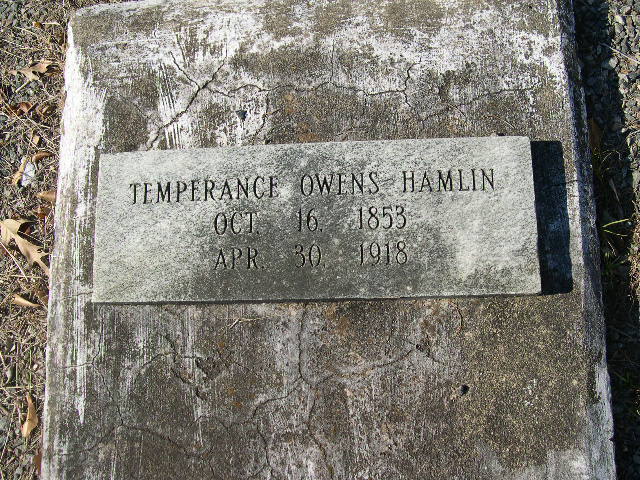 TEMPERANCE OWENS HAMLIN
OCT. 16. 1853
APR. 30. 1918